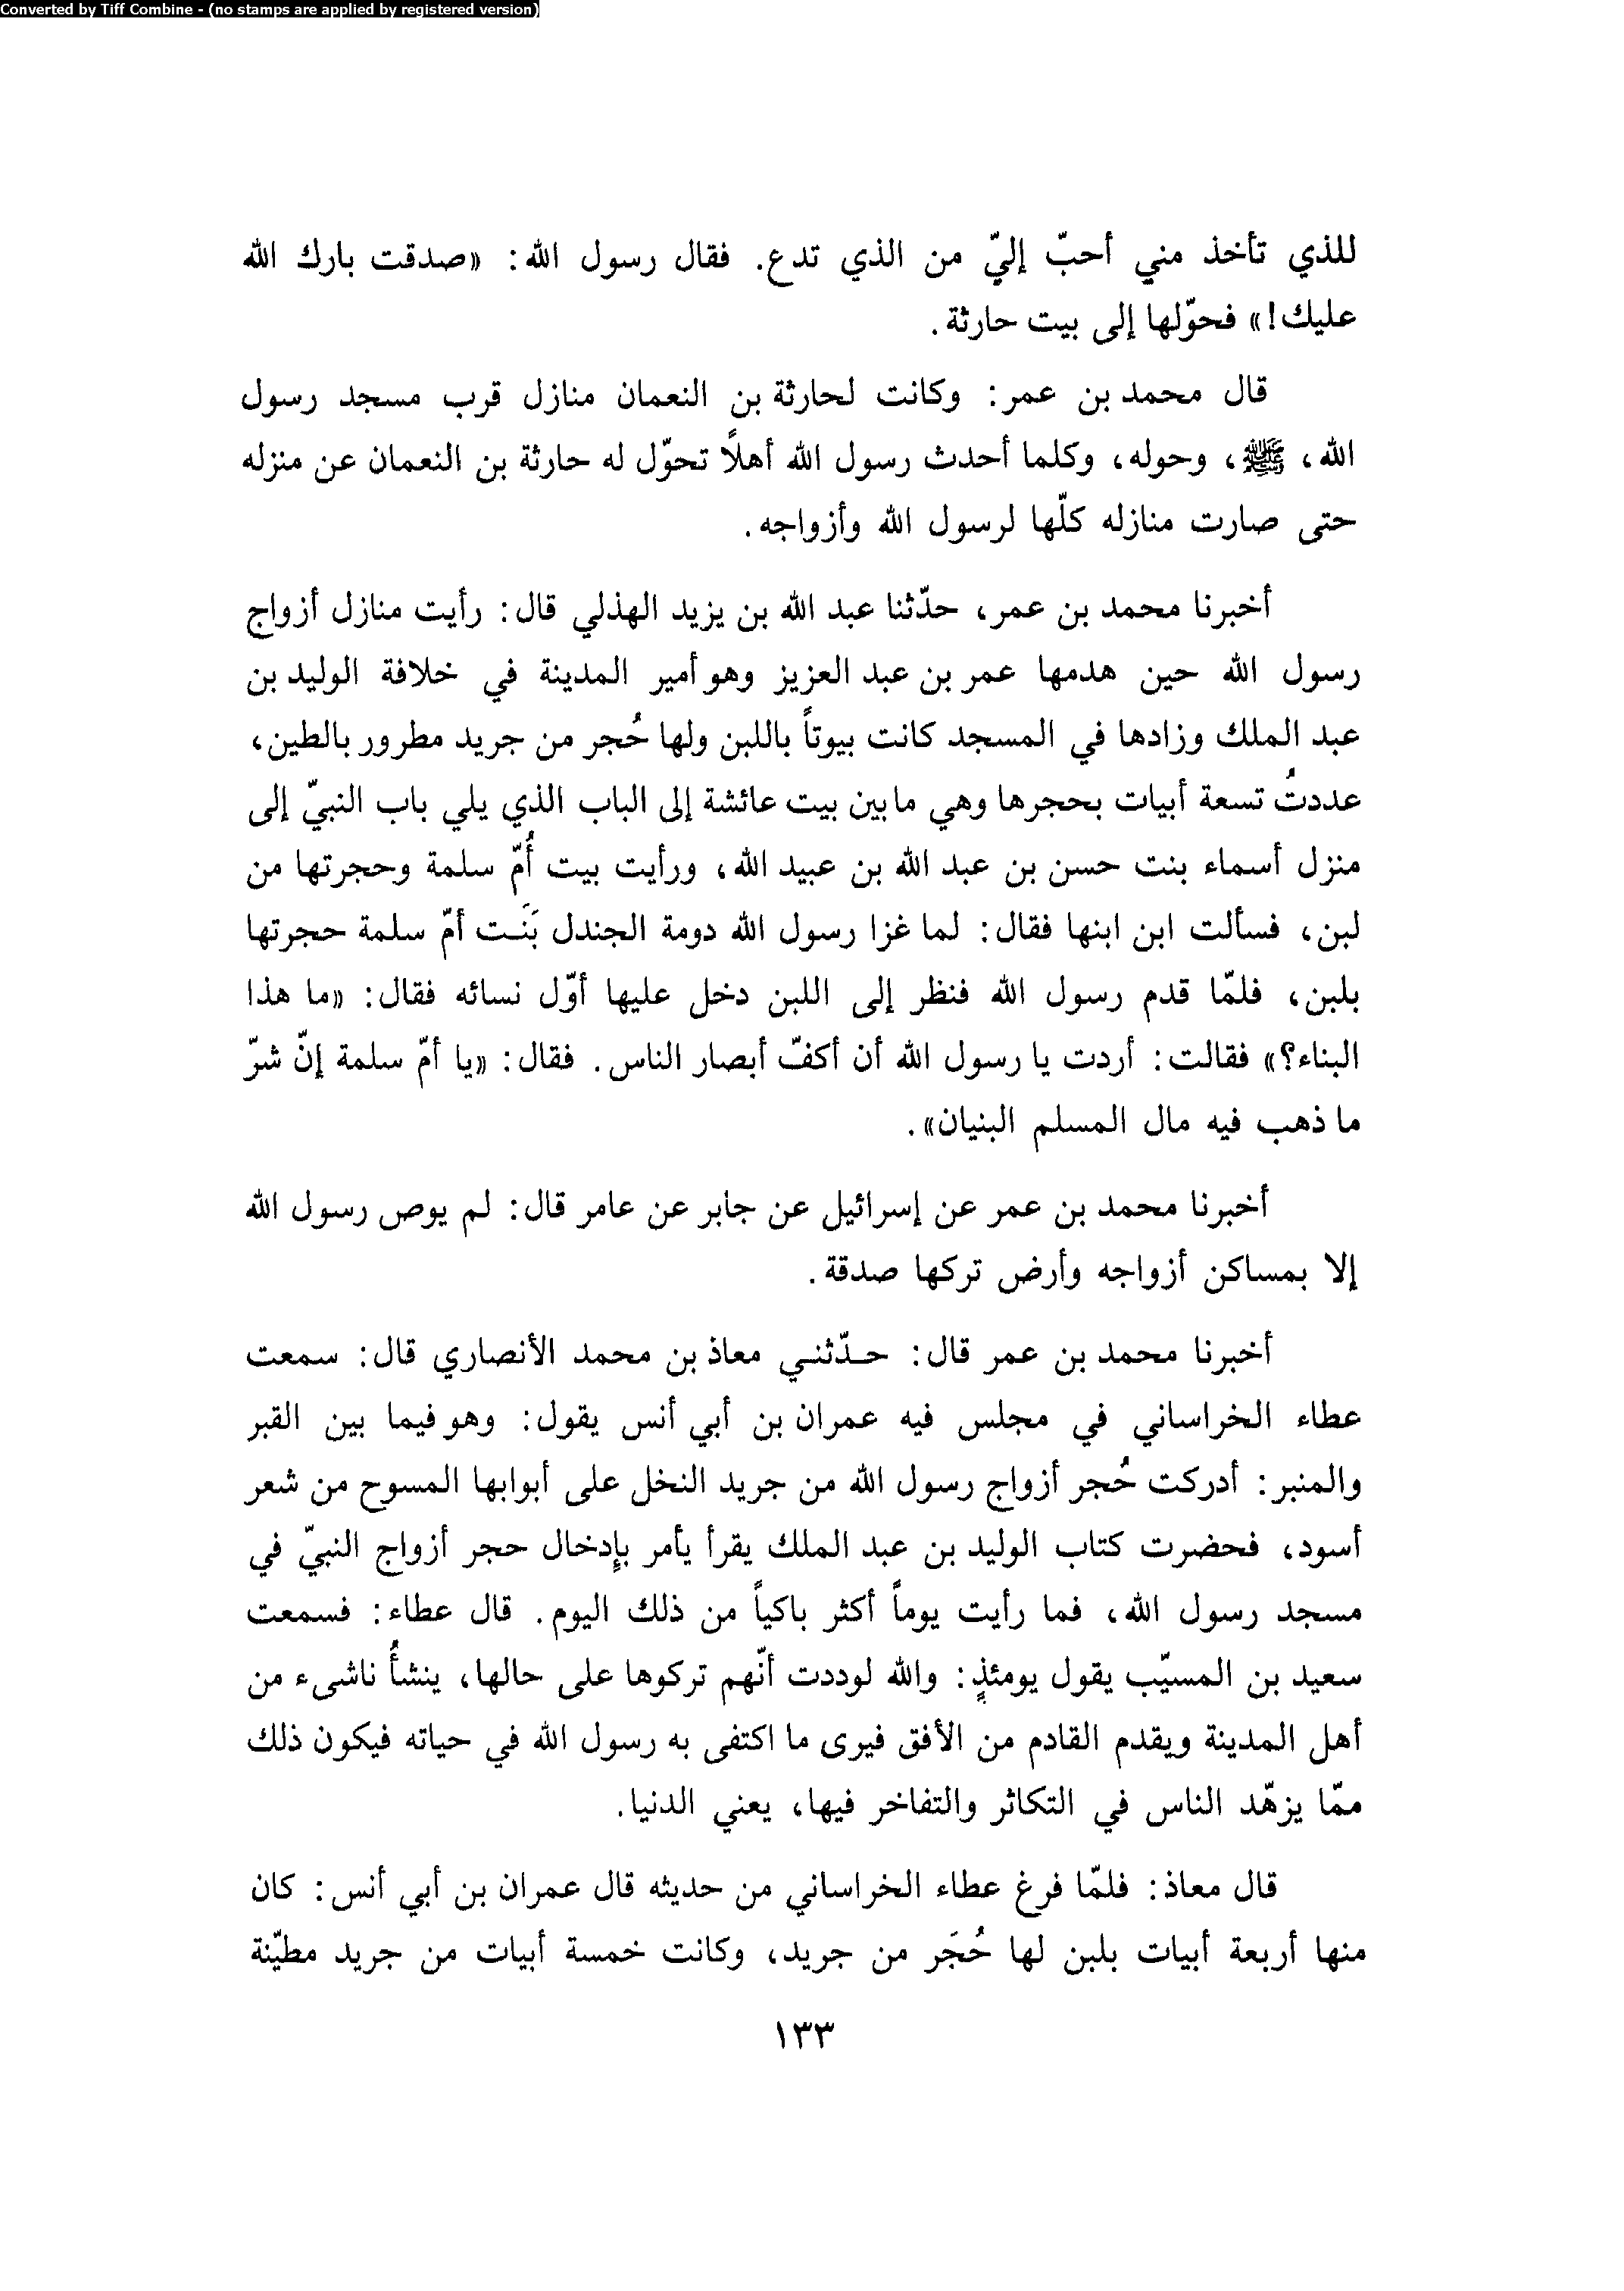 Converted by Tiff Combine - (no stamps are applied by registered version)
للذي تأخذ مني أحبّ إليّ من الذي تدع. فقال رسول الله: «صدقت بارك الله
عليك!» فحوّلها إلى بيت حارثة.
قال محمد بن عمر: وكانت لحارثة بن النعمان منازل قرب مسجد رسول
الله، ﷺ، وحوله، وكلما أحدث رسول الله أهلاً تحوّل له حارثة بن النعمان عن منزله
حتى صارت منازله كلّها لرسول الله وأزواجه.
أخبرنا محمد بن عمر، حدّثنا عبد الله بن يزيد الهذلي قال: رأيت منازل أزواج
رسول الله حين هدمها عمر بن عبد العزيز وهو أمير المدينة في خلافة الوليد بن
عبد الملك وزادها في المسجد كانت بيوتاً باللبن ولها حُجر من جريد مطرور بالطين،
عددتُ تسعة أبيات بحجرها وهي ما بين بيت عائشة إلى الباب الذي يلي باب النبيّ إلى
منزل أسماء بنت حسن بن عبد الله بن عبيد الله، ورأيت بيت أُمّ سلمة وحجرتها من
لبن، فسألت ابن ابنها فقال: لما غزا رسول الله دومة الجندل بَنَت أمّ سلمة حجرتها
بلبن، فلمّا قدم رسول الله فنظر إلى اللبن دخل عليها أوّل نسائه فقال: «ما هذا
البناء؟» فقالت: أردت يا رسول الله أن أكفّ أبصار الناس. فقال: «يا أمّ سلمة إنّ شرّ
ما ذهب فيه مال المسلم البنيان».
أخبرنا محمد بن عمر عن إسرائيل عن جابر عن عامر قال: لم يوص رسول الله
إلا بمساكن أزواجه وأرض تركها صدقة.
أخبرنا محمد بن عمر قال: حدّثني معاذ بن محمد الأنصاري قال: سمعت
عطاء الخراساني في مجلس فيه عمران بن أبي أنس يقول: وهو فيما بين القبر
والمنبر: أدركت حُجر أزواج رسول الله من جريد النخل على أبوابها المسوح من شعر
أسود، فحضرت كتاب الوليد بن عبد الملك يقرأ يأمر بإدخال حجر أزواج النبيّ في
مسجد رسول الله، فما رأيت يوماً أكثر باكياً من ذلك اليوم. قال عطاء: فسمعت
سعيد بن المسيّب يقول يومئذٍ: والله لوددت أنّهم تركوها على حالها، ينشأُ ناشىء من
أهل المدينة ويقدم القادم من الأفق فيرى ما اكتفى به رسول الله في حياته فيكون ذلك
ممّا يزهّد الناس في التكاثر والتفاخر فيها، يعني الدنيا.
قال معاذ: فلمّا فرغ عطاء الخراساني من حديثه قال عمران بن أبي أنس: كان
منها أربعة أبيات بلبن لها حُجَر من جريد، وكانت خمسة أبيات من جريد مطيّنة
١٣٣